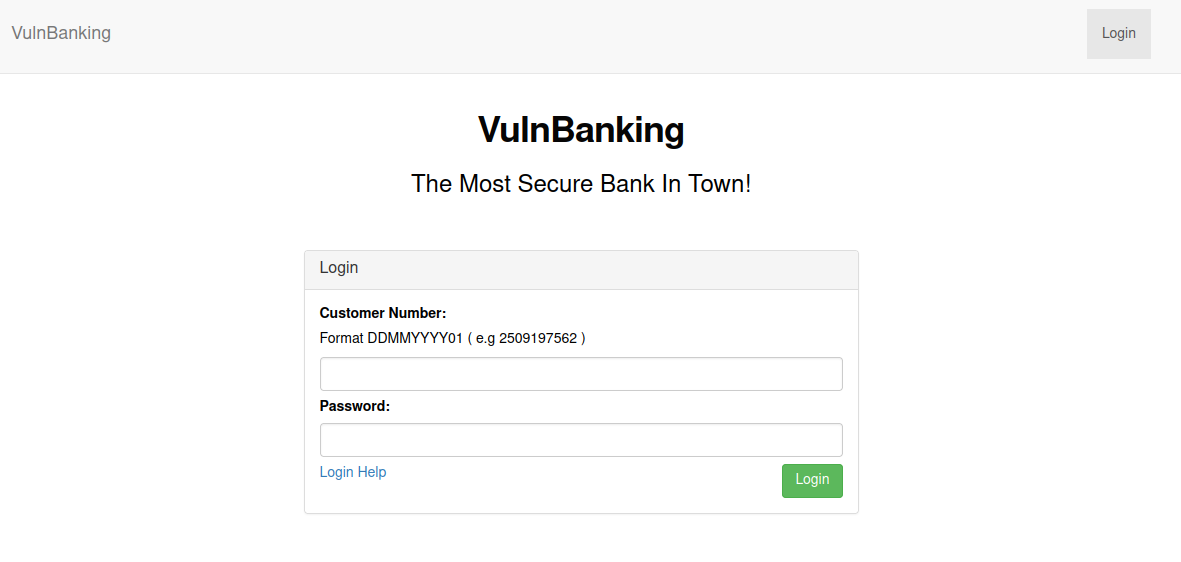 VulnBanking
Login
VulnBanking
The Most Secure Bank In Town!
Login
Customer Number:
Format DDMMYYYY01 ( e.g 2509197562 )
Password:
Login Help
Login